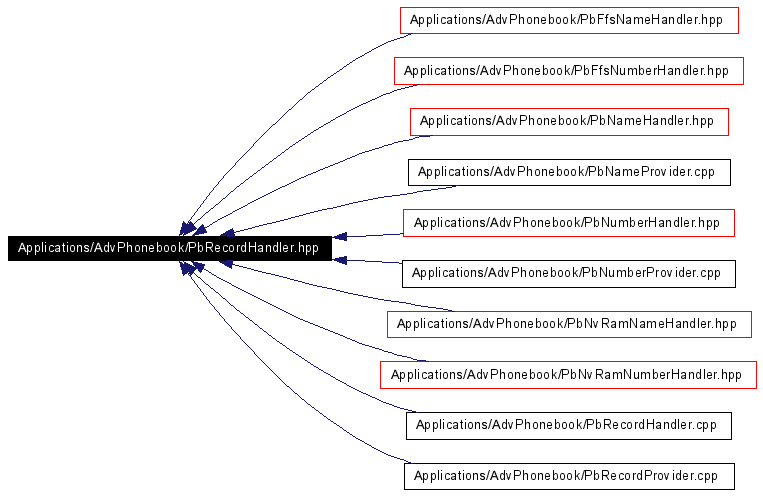 Applications/AdvPhonebook/PbFfsNameHandler.hpp
Applications/AdvPhonebook/PbFfsNumberHandler.hpp
Applications/AdvPhonebook/PbNameHandler.hpp
Applications/AdvPhonebook/PbNameProvider.cpp
Applications/AdvPhonebook/PbNumberHandler.hpp
Applications/AdvPhonebook/PbRecordHandler.hpp
Applications/AdvPhonebook/PbNumberProvider.cpp
Applications/AdvPhonebook/PbNvRamNameHandler.hpp
Applications/AdvPhonebook/PbNvRamNumberHandler.hpp
Applications/AdvPhonebook/PbRecordHandler.cpp
Applications/AdvPhonebook/PbRecordProvider.cpp